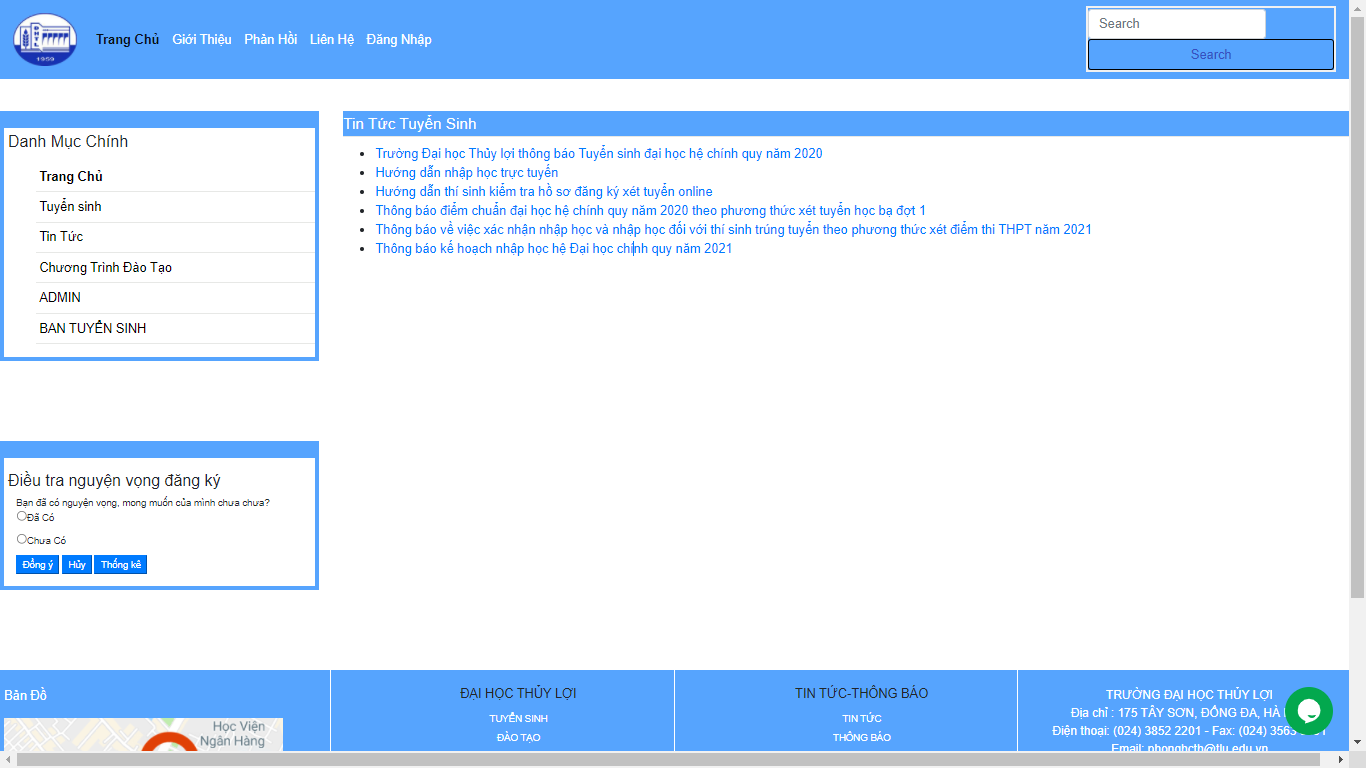 1959
Trang Chủ Giới Thiệu Phản Hồi Liên Hệ Đăng Nhập
Search
Search
Danh Mục Chính
Trang Chủ
Tuyển sinh
Tin Tức
Chương Trình Đào Tạo
ADMIN
BAN TUYỂN SINH
Tin Tức Tuyển Sinh
Trường Đại học Thủy lợi thông báo Tuyển sinh đại học hệ chính quy năm 2020
Hướng dẫn nhập học trực tuyến
Hướng dẫn thí sinh kiểm tra hồ sơ đăng ký xét tuyển online
Thông báo điểm chuẩn đại học hệ chính quy năm 2020 theo phương thức xét tuyển học bạ đợt 1
Thông báo về việc xác nhận nhập học và nhập học đối với thí sinh trúng tuyển theo phương thức xét điểm thi THPT năm 2021
Thông báo kế hoạch nhập học hệ Đại học chính quy năm 2021
Điều tra nguyện vọng đăng ký
Bạn đã có nguyện vọng, mong muốn của mình chưa chưa?
Đã Có
Chưa Có
Đồng ý Hủy Thống kê
Bản Đồ
Học Viện
Ngân Hàng
ĐẠI HỌC THỦY LỢI
TUYỂN SINH
ĐÀO TẠO
TIN TỨC-THÔNG BÁO
TIN TỨC
THÔNG BÁO
TRƯỜNG ĐẠI HỌC THỦY LỢI
Địa chỉ : 175 TÂY SƠN, ĐỐNG ĐA, HÀ
Điện thoại: (024) 3852 2201 - Fax: (024) 3563
Email: phonghcth@tlu.edu.vn